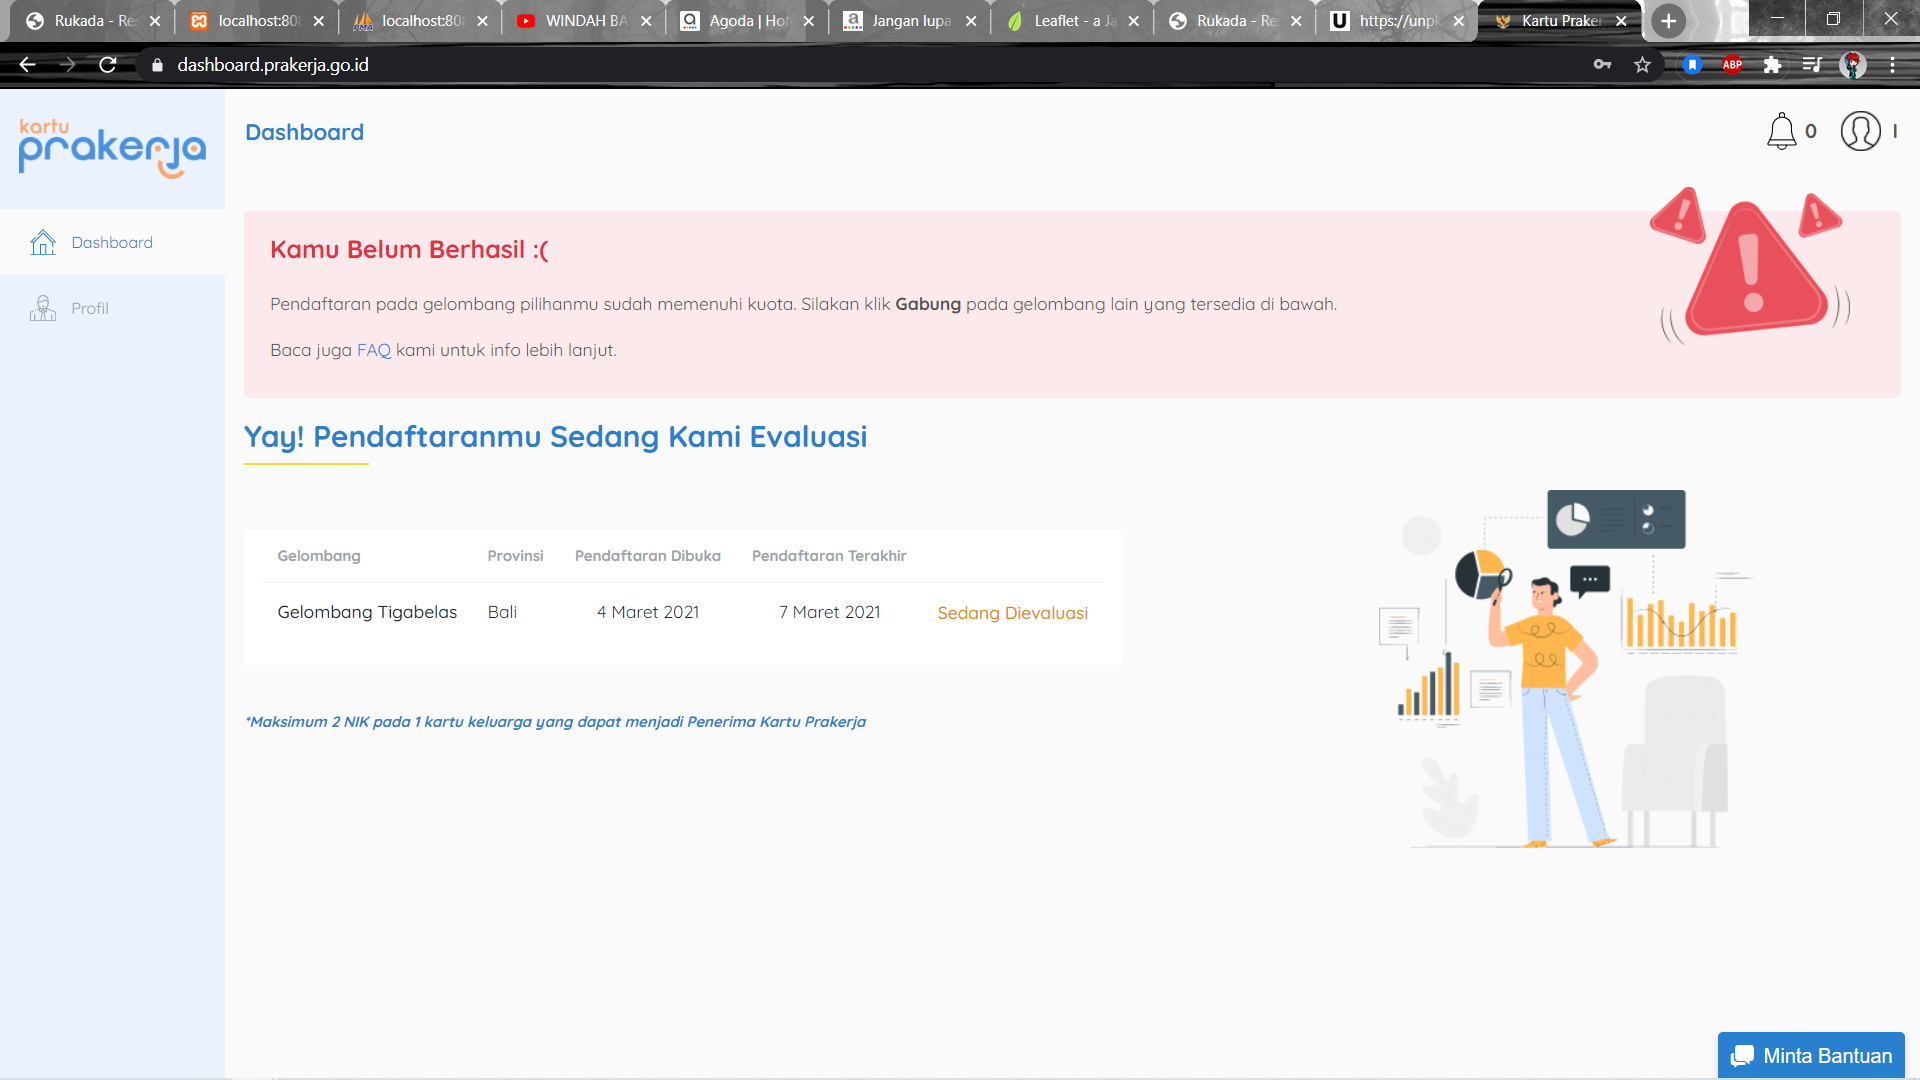 Rukada - Re
localhost:808
localhost:808
WINDAH BA
Agoda | Hot
Jangan lupa
Leaflet - a Ja
Rukada - Re
https://unpk
Kartu Praker
dashboard.prakerja.go.id
ABP
kartu
prakerja
Dashboard
0
I
Dashboard
Profil
Kamu Belum Berhasil :(
Pendaftaran pada gelombang pilihanmu sudah memenuhi kuota. Silakan klik Gabung pada gelombang lain yang tersedia di bawah.
Baca juga FAQ kami untuk info lebih lanjut.
Yay! Pendaftaranmu Sedang Kami Evaluasi
Gelombang Provinsi Pendaftaran Dibuka Pendaftaran Terakhir
Gelombang Tigabelas Bali 4 Maret 2021 7 Maret 2021 Sedang Dievaluasi
*Maksimum 2 NIK pada 1 kartu keluarga yang dapat menjadi Penerima Kartu Prakerja
Minta Bantuan